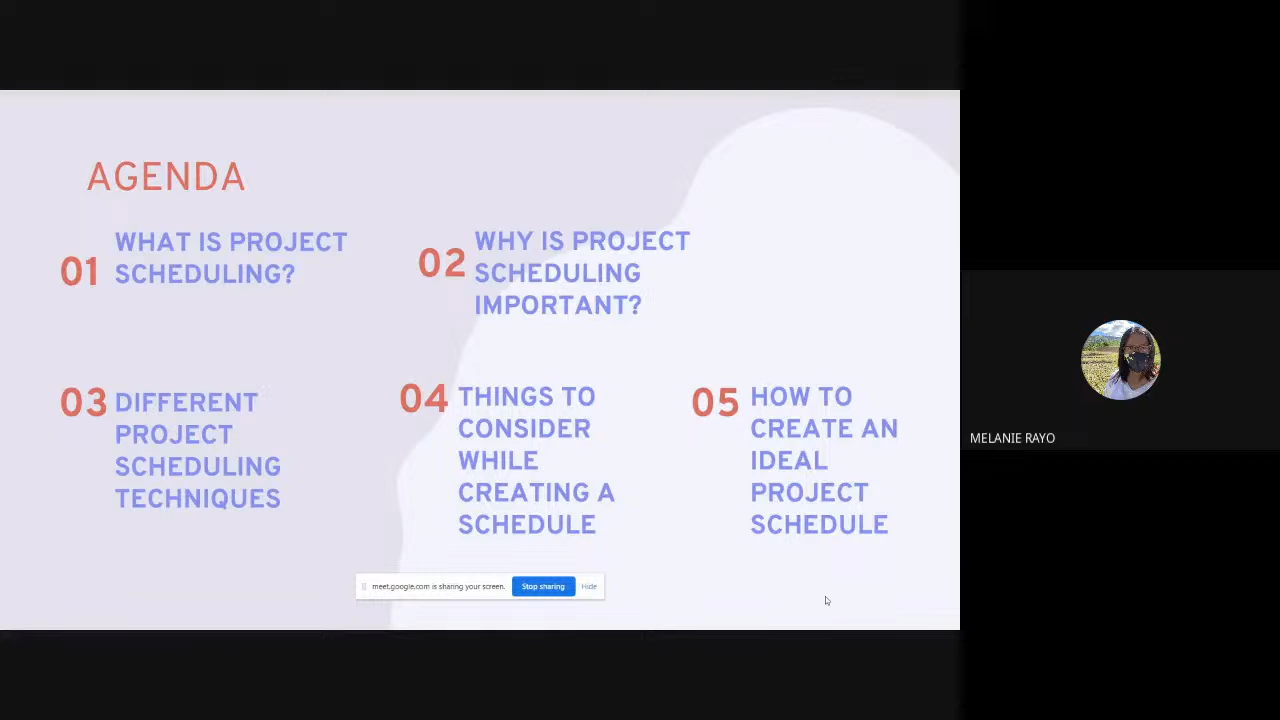 AGENDA
01
WHAT IS PROJECT
SCHEDULING?
02
WHY IS PROJECT
SCHEDULING
IMPORTANT?
03
DIFFERENT
PROJECT
SCHEDULING
TECHNIQUES
04
THINGS TO
CONSIDER
WHILE
CREATING A
SCHEDULE
05
HOW TO
CREATE AN
IDEAL
PROJECT
SCHEDULE
meet.google.com is sharing your screen. Stop sharing Hide
MELANIE RAYO